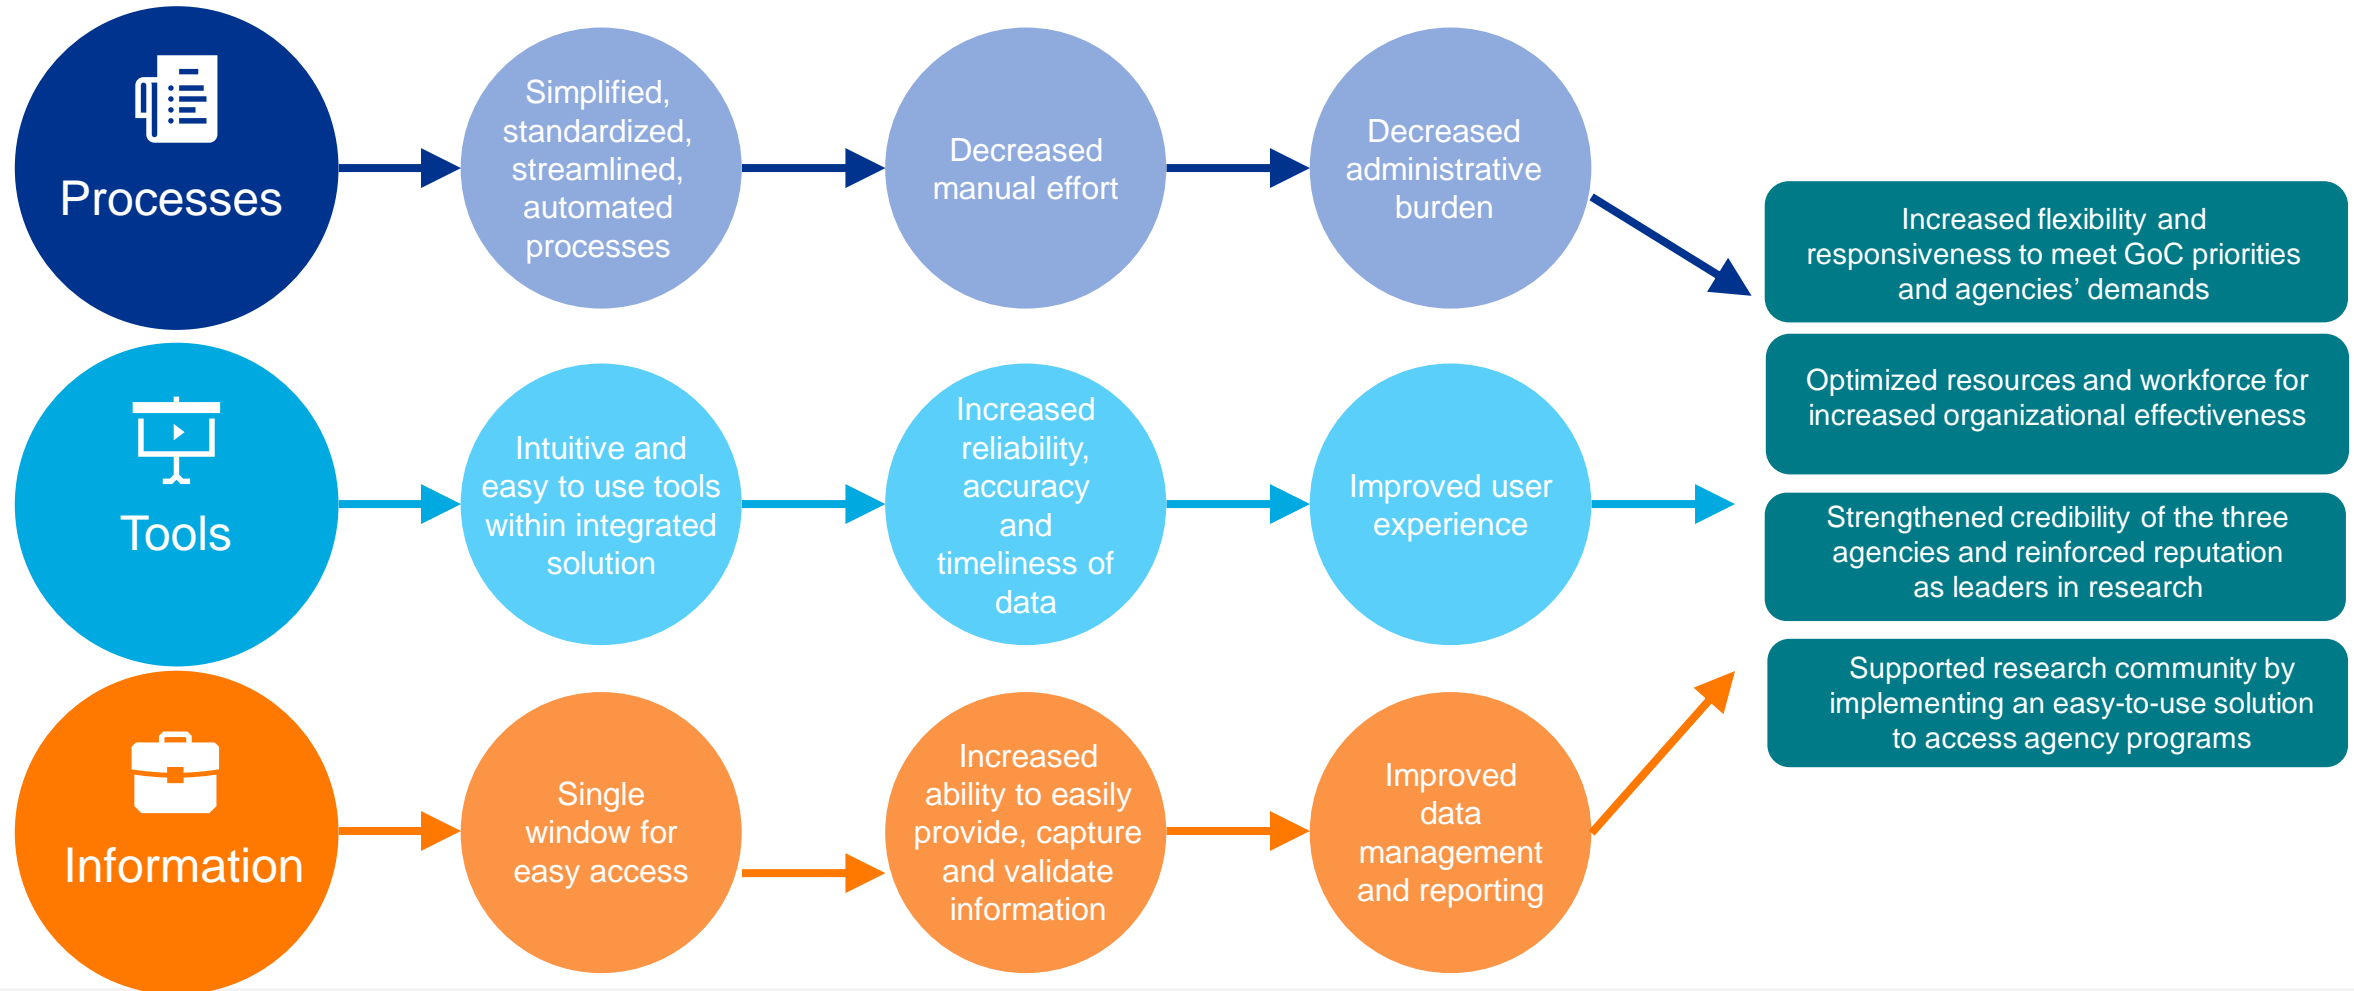 Processes
Simplified,
standardized,
streamlined,
automated
processes
Decreased
manual effort
Decreased
administrative
burden
Tools
Intuitive and
easy to use tools
within integrated
solution
Increased
reliability,
accuracy
and
timeliness of
data
Improved user
experience
Information
Single
window for
easy access
Increased
ability to easily
provide, capture
and validate
information
Improved
data
management
and reporting
Increased flexibility and
responsiveness to meet GoC priorities
and agencies’ demands
Optimized resources and workforce for
increased organizational effectiveness
Strengthened credibility of the three
agencies and reinforced reputation
as leaders in research
Supported research community by
implementing an easy-to-use solution
to access agency programs